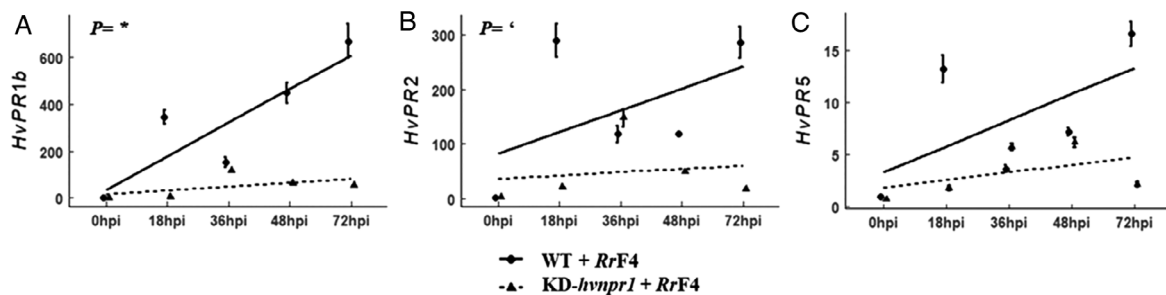 A
P= *
HvPR1b
600
400
200
0
0hpi 18hpi 36hpi 48hpi 72hpi
B
P= ‘
HvPR2
300
200
100
0
0hpi 18hpi 36hpi 48hpi 72hpi
C
HvPR5
15
10
5
0
0hpi 18hpi 36hpi 48hpi 72hpi
WT + RrF4
KD-hvnpr1 + RrF4